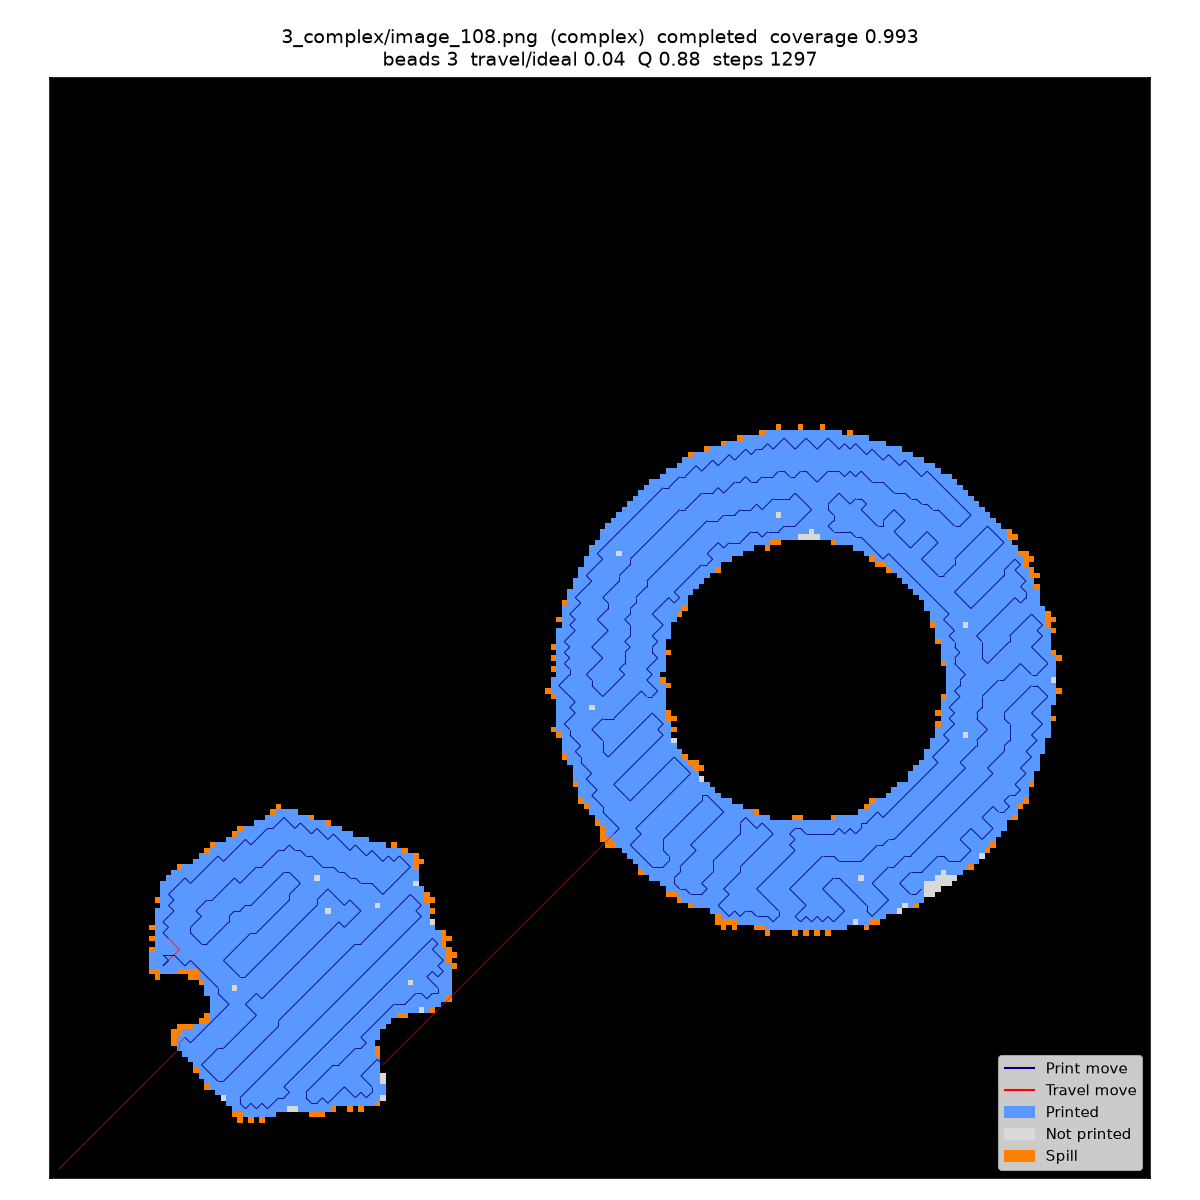 3_complex/image_108.png  (complex)  completed  coverage 0.993
beads 3  travel/ideal 0.04  Q 0.88  steps 1297
Print move
Travel move
Printed
Not printed
Spill